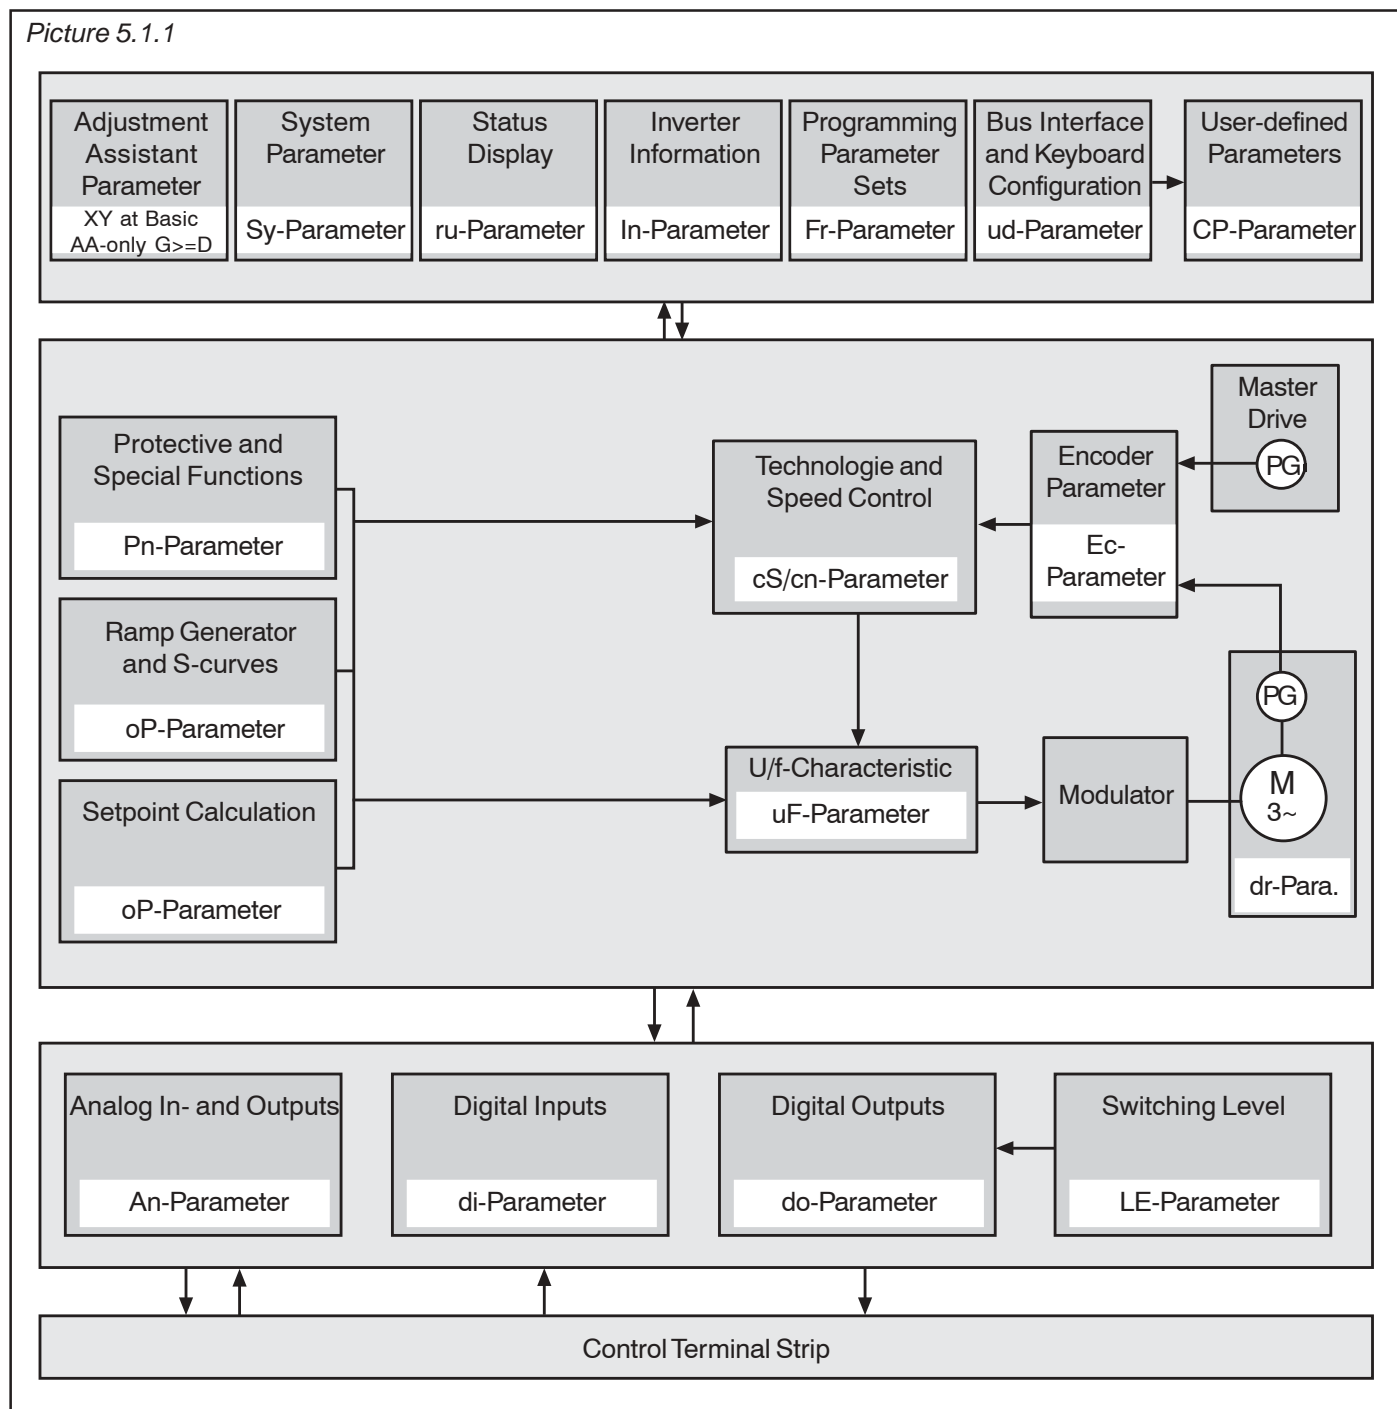 Picture 5.1.1
Adjustment
Assistant
Parameter
XY at Basic
AA-only G>=D
System
Parameter
Sy-Parameter
Status
Display
ru-Parameter
Inverter
Information
In-Parameter
Programming
Parameter
Sets
Fr-Parameter
Bus Interface
and Keyboard
Configuration
ud-Parameter
User-defined
Parameters
CP-Parameter
Protective and
Special Functions
Pn-Parameter
Ramp Generator
and S-curves
oP-Parameter
Setpoint Calculation
oP-Parameter
Technologie and
Speed Control
cS/cn-Parameter
U/f-Characteristic
uF-Parameter
Encoder
Parameter
Ec-
Parameter
Master
Drive
PG
Modulator
PG
M
3~
dr-Para.
Analog In- and Outputs
An-Parameter
Digital Inputs
di-Parameter
Digital Outputs
do-Parameter
Switching Level
LE-Parameter
Control Terminal Strip